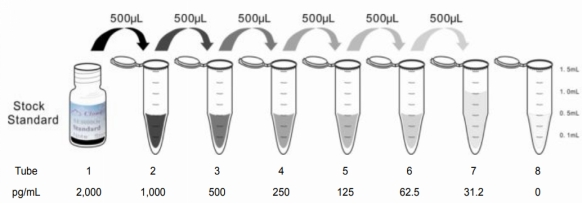 500µL 500µL 500µL 500µL 500µL 500µL
1. 5mL
1. 0mL
0. 5mL
0. 1mL
Stock
Standard
Standard
Tube 1 2 3 4 5 6 7 8
pg/mL 2,000 1,000 500 250 125 62.5 31.2 0